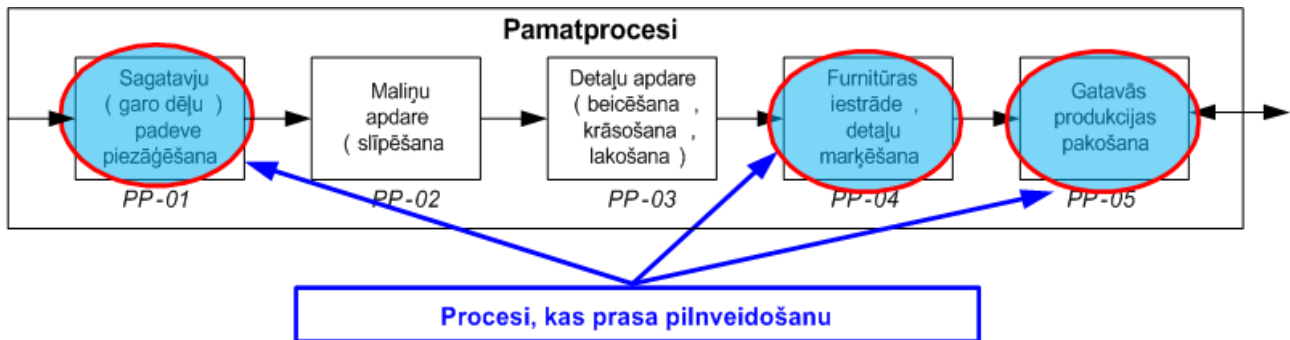 Pamatprocesi
Sagatavju
( garo dēļu )
padeve
piezāģēšana
PP-01
Maliņu
apdare
( slīpēšana
PP-02
Detaļu apdare
( beicēšana ,
krāsošana ,
lakošana )
PP-03
Furnitūras
iestrāde ,
detaļu
marķēšana
PP-04
Gatavās
produkcijas
pakošana
PP-05
Procesi, kas prasa pilnveidošanu